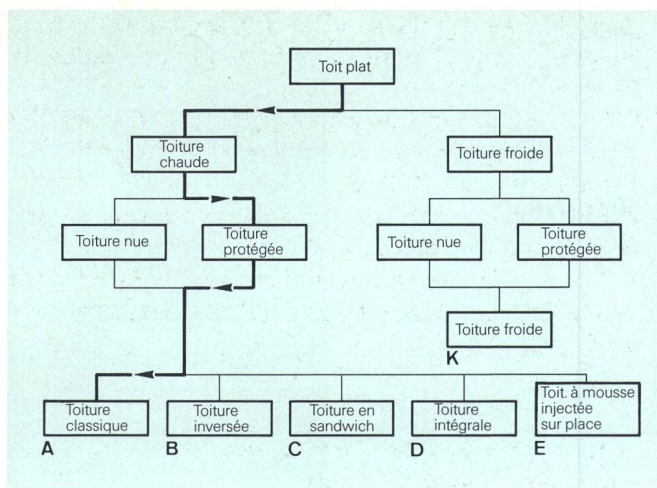 Toit plat
Toiture
chaude
Toiture froide
Toiture nue
Toiture
protégée
Toiture nue
Toiture
protégée
Toiture froide
K
Toiture
classique
A
Toiture
inversée
B
Toiture en
sandwich
C
Toiture
intégrale
D
Toit. à mousse
injectée
sur place
E